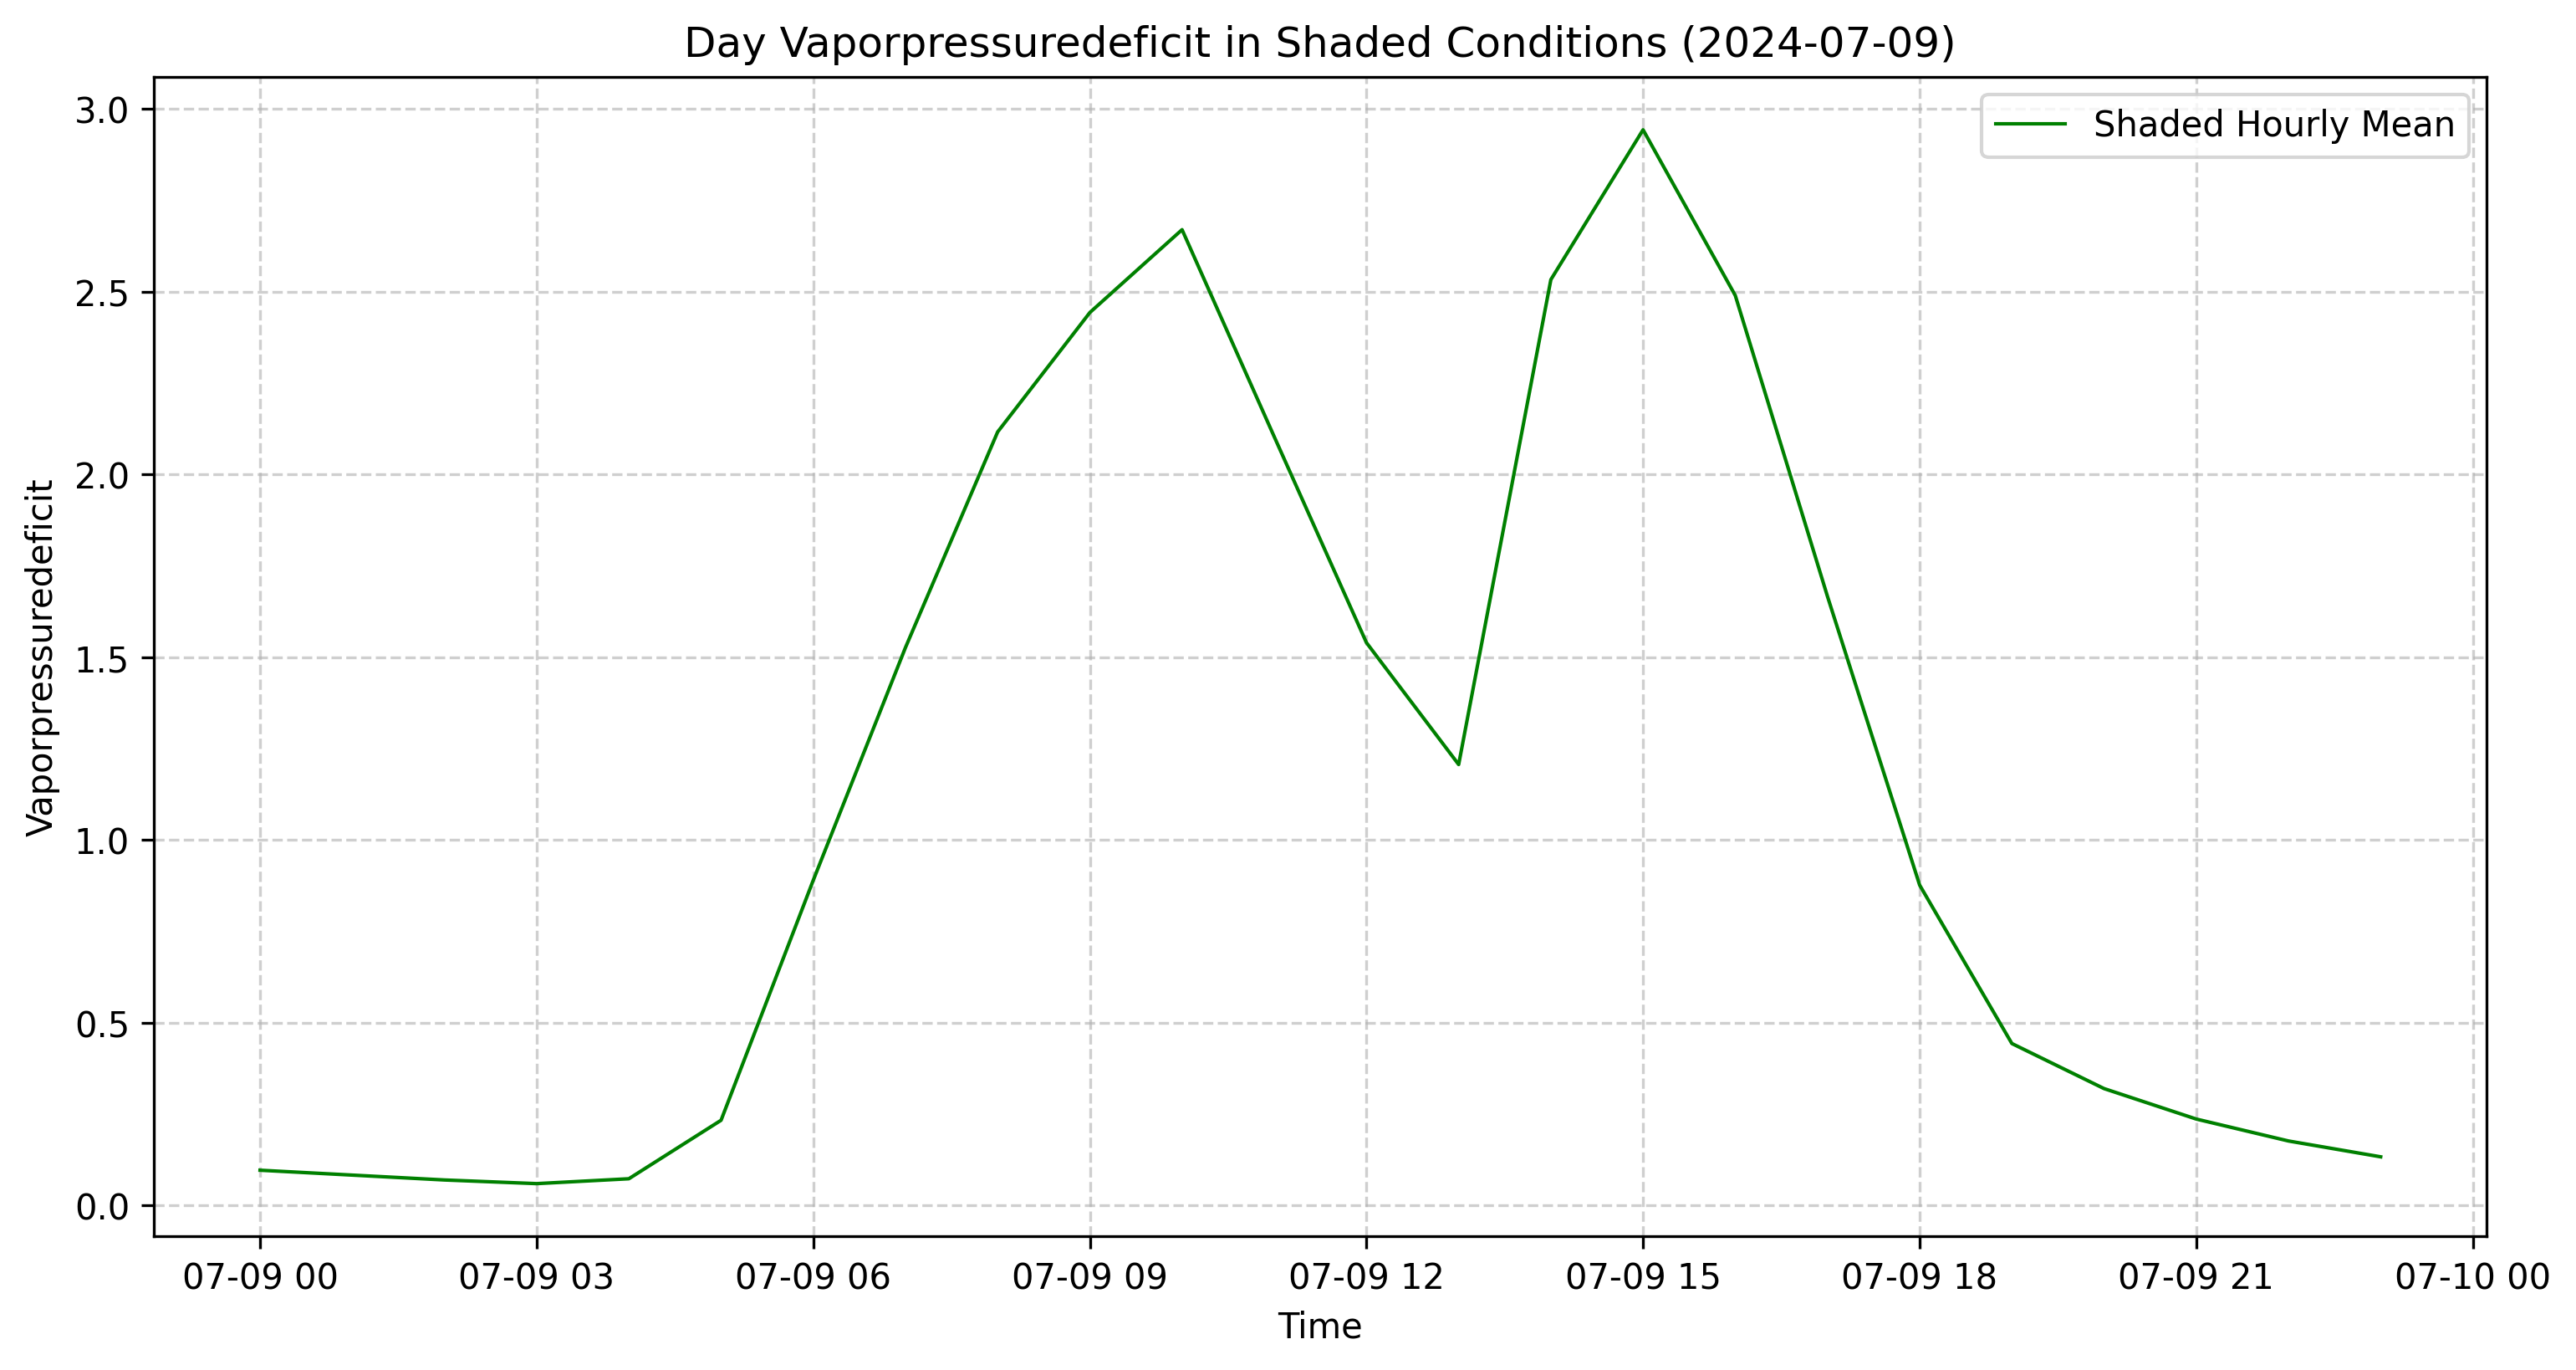 Day Vaporpressuredeficit in Shaded Conditions (2024-07-09)
Shaded Hourly Mean
Vaporpressuredeficit
3.0
2.5
2.0
1.5
1.0
0.5
0.0
07-09 00 07-09 03 07-09 06 07-09 09 07-09 12 07-09 15 07-09 18 07-09 21 07-10 00
Time